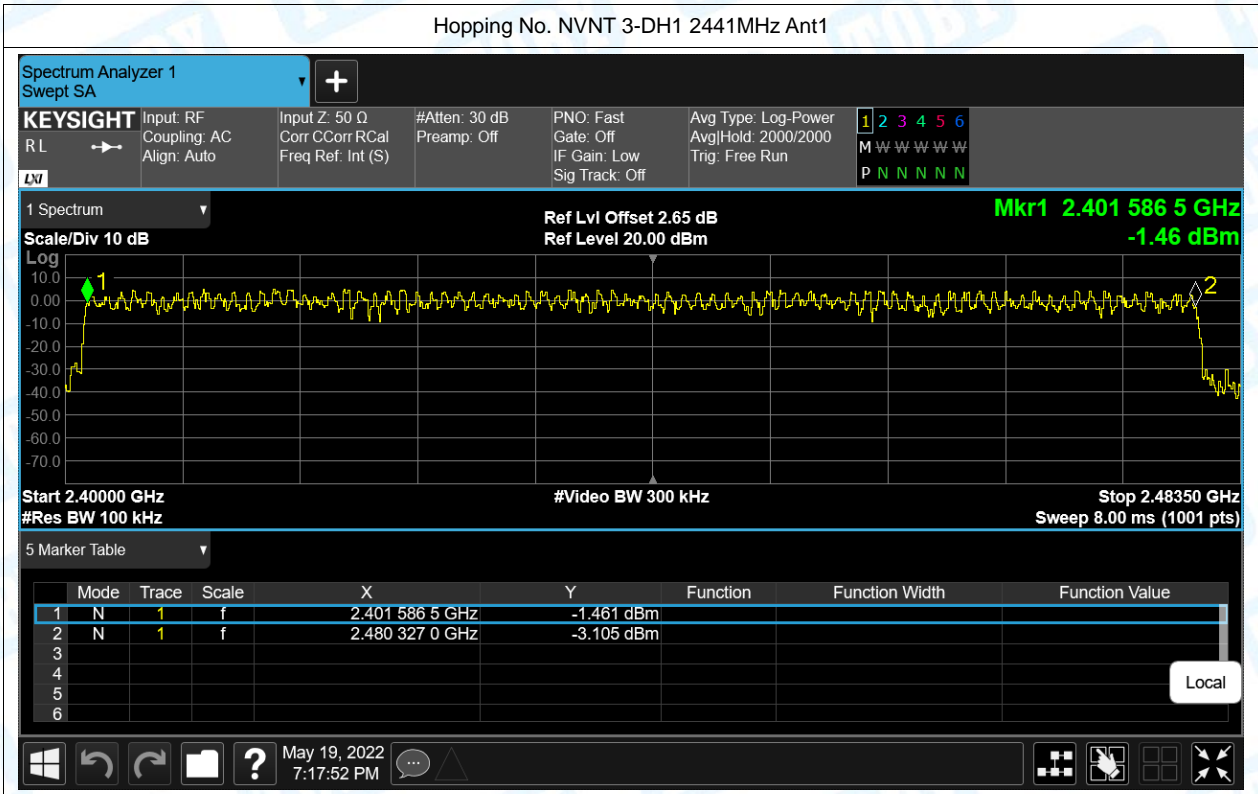 Hopping No. NVNT 3-DH1 2441MHz Ant1
Spectrum Analyzer 1
Swept SA
+
KEYSIGHT Input: RF Input Z: 50 Ω #Atten: 30 dB PNO: Fast Avg Type: Log-Power 1 2 3 4 5 6
R L Coupling: AC Corr CCorr RCal Preamp: Off Gate: Off Avg|Hold: 2000/2000 M W W W W W
Align: Auto Freq Ref: Int (S) IF Gain: Low Trig: Free Run
LXI Sig Track: Off P N N N N N
1 Spectrum Ref Lvl Offset 2.65 dB Mkr1 2.401 586 5 GHz
Scale/Div 10 dB Ref Level 20.00 dBm -1.46 dBm
Log
10.0 1
0.00 2
-10.0
-20.0
-30.0
-40.0
-50.0
-60.0
-70.0
Start 2.40000 GHz #Video BW 300 kHz Stop 2.48350 GHz
#Res BW 100 kHz Sweep 8.00 ms (1001 pts)
5 Marker Table
Mode Trace Scale X Y Function Function Width Function Value
1 N 1 f 2.401 586 5 GHz -1.461 dBm
2 N 1 f 2.480 327 0 GHz -3.105 dBm
3
4
5
6
Local
? May 19, 2022
7:17:52 PM